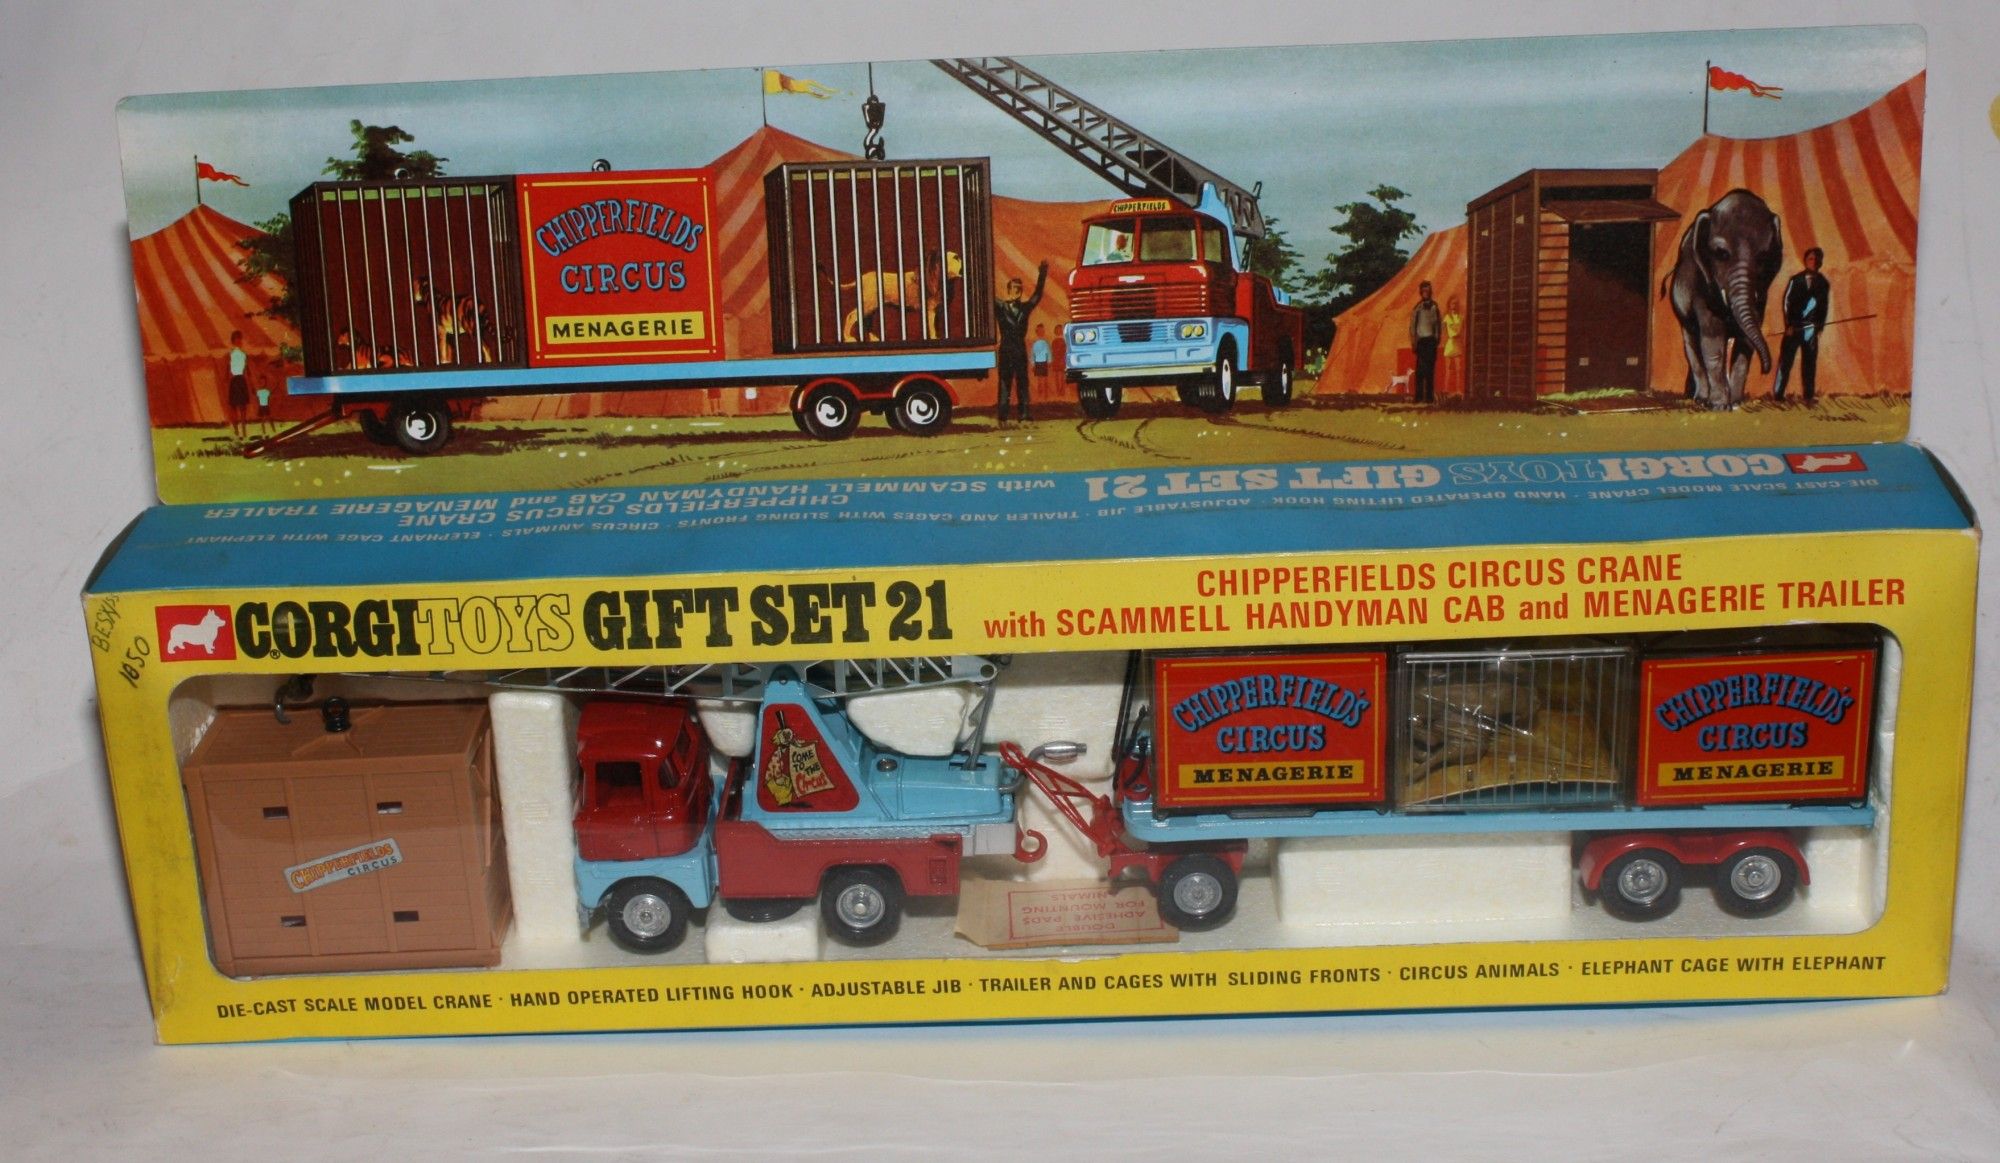 CHIPPERFIELDS
CIRCUS
MENAGERIE
CHIPPERFIELDS
CORGI TOYS GIFT SET 21
CHIPPERFIELDS CIRCUS CRANE
with SCAMMELL HANDYMAN CAB and MENAGERIE TRAILER
DIE-CAST SCALE MODEL CRANE · HAND OPERATED LIFTING HOOK · ADJUSTABLE JIB · TRAILER AND CAGES WITH SLIDING FRONTS · CIRCUS ANIMALS · ELEPHANT CAGE WITH ELEPHANT
1850
CORGI TOYS GIFT SET 21
CHIPPERFIELDS CIRCUS CRANE
with SCAMMELL HANDYMAN CAB and MENAGERIE TRAILER
CHIPPERFIELDS
CIRCUS
COME
TO THE
CIRCUS
CHIPPERFIELD'S
CIRCUS
MENAGERIE
CHIPPERFIELD'S
CIRCUS
MENAGERIE
DOUBLE
ADHESIVE PADS
FOR MOUNTING
ANIMALS
DIE-CAST SCALE MODEL CRANE · HAND OPERATED LIFTING HOOK · ADJUSTABLE JIB · TRAILER AND CAGES WITH SLIDING FRONTS · CIRCUS ANIMALS · ELEPHANT CAGE WITH ELEPHANT